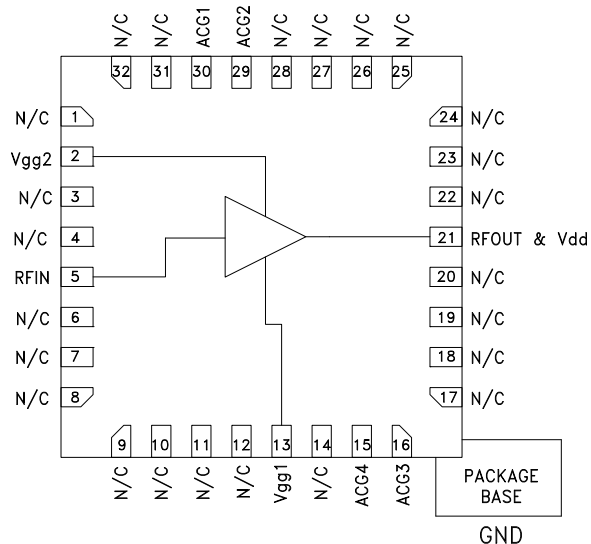 N/C N/C ACG1 ACG2 N/C N/C N/C N/C
32 31 30 29 28 27 26 25
N/C 1 24 N/C
Vgg2 2 23 N/C
N/C 3 22 N/C
N/C 4 21 RFOUT & Vdd
RFIN 5 20 N/C
N/C 6 19 N/C
N/C 7 18 N/C
N/C 8 17 N/C
9 10 11 12 13 14 15 16
N/C N/C N/C N/C Vgg1 N/C ACG4 ACG3
PACKAGE
BASE
GND